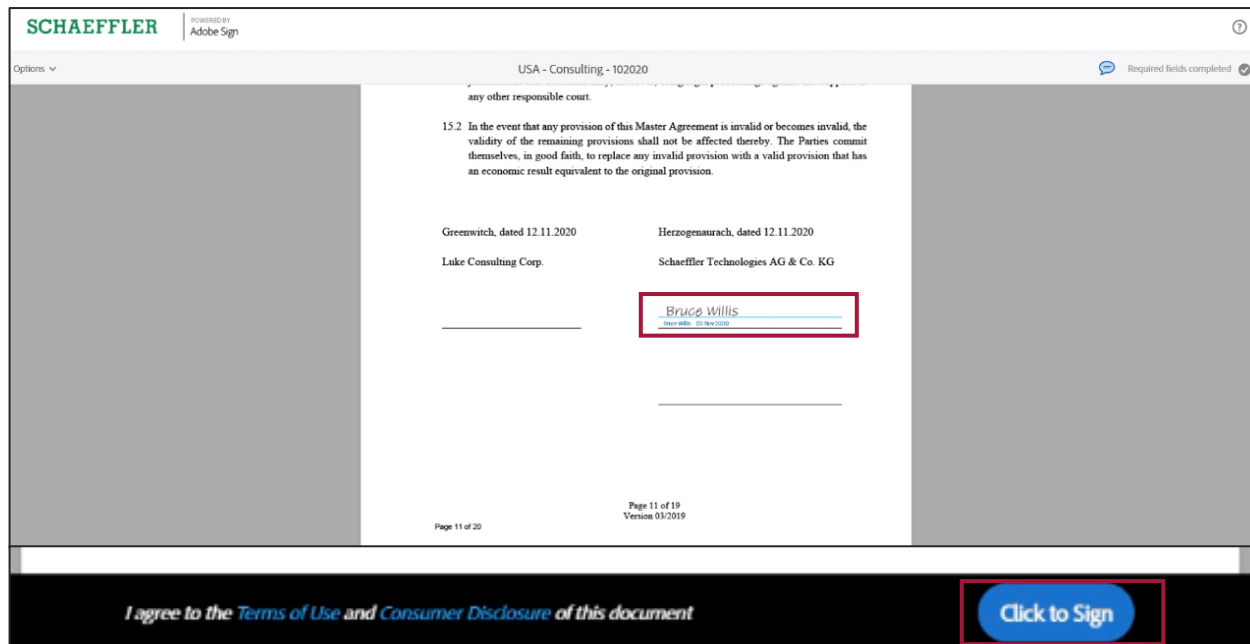 SCHAEFFLER
POWERED BY
Adobe Sign
Options
USA - Consulting - 102020
Required fields completed
any other responsible court.
15.2 In the event that any provision of this Master Agreement is invalid or becomes invalid, the
validity of the remaining provisions shall not be affected thereby. The Parties commit
themselves, in good faith, to replace any invalid provision with a valid provision that has
an economic result equivalent to the original provision.
Greenwitch, dated 12.11.2020
Herzogenaurach, dated 12.11.2020
Luke Consulting Corp.
Schaeffler Technologies AG & Co. KG
Bruce Willis
Bruce Willis
Page 11 of 19
Version 03/2019
Page 11 of 20
I agree to the Terms of Use and Consumer Disclosure of this document
Click to Sign